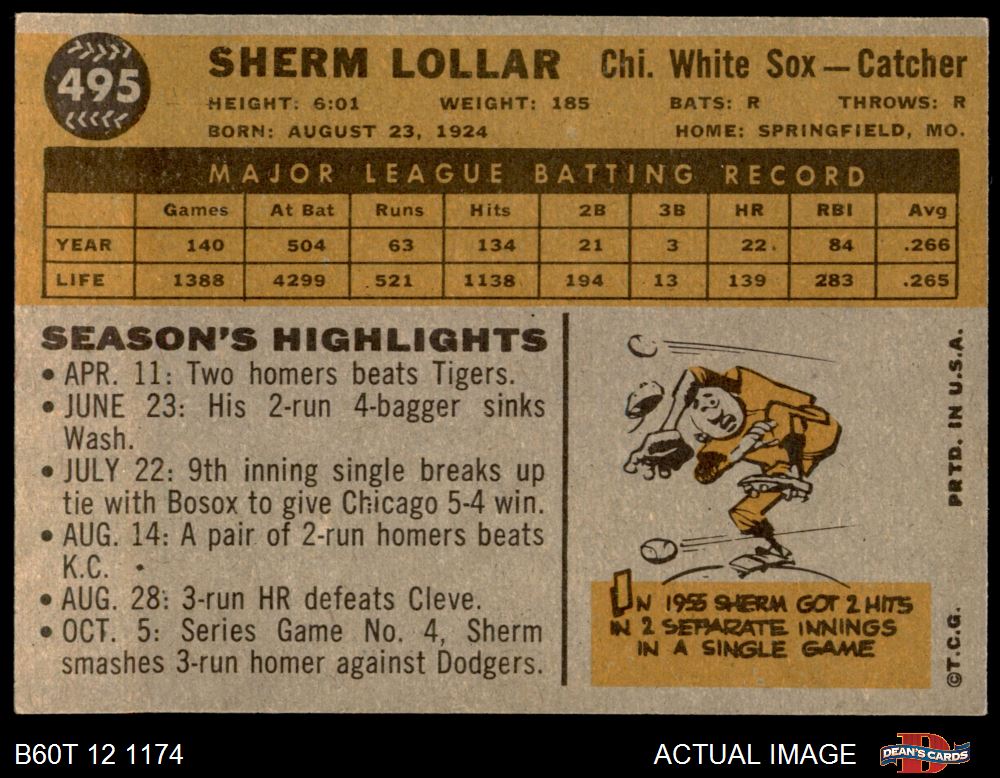 495
SHERM LOLLAR Chi. White Sox — Catcher
HEIGHT: 6:01 WEIGHT: 185 BATS: R THROWS: R
BORN: AUGUST 23, 1924 HOME: SPRINGFIELD, MO.
MAJOR LEAGUE BATTING RECORD
Games At Bat Runs Hits 2B 3B HR RBI Avg
YEAR 140 504 63 134 21 3 22 84 .266
LIFE 1388 4299 521 1138 194 13 139 283 .265
SEASON'S HIGHLIGHTS
• APR. 11: Two homers beats Tigers.
• JUNE 23: His 2-run 4-bagger sinks
Wash.
• JULY 22: 9th inning single breaks up
tie with Bosox to give Chicago 5-4 win.
• AUG. 14: A pair of 2-run homers beats
K.C.
• AUG. 28: 3-run HR defeats Cleve.
• OCT. 5: Series Game No. 4, Sherm
smashes 3-run homer against Dodgers.
IN 1955 SHERM GOT 2 HITS
IN 2 SEPARATE INNINGS
IN A SINGLE GAME
©T.C.G. PRTD. IN U.S.A.
B60T 12 1174 ACTUAL IMAGE DEAN'S CARDS